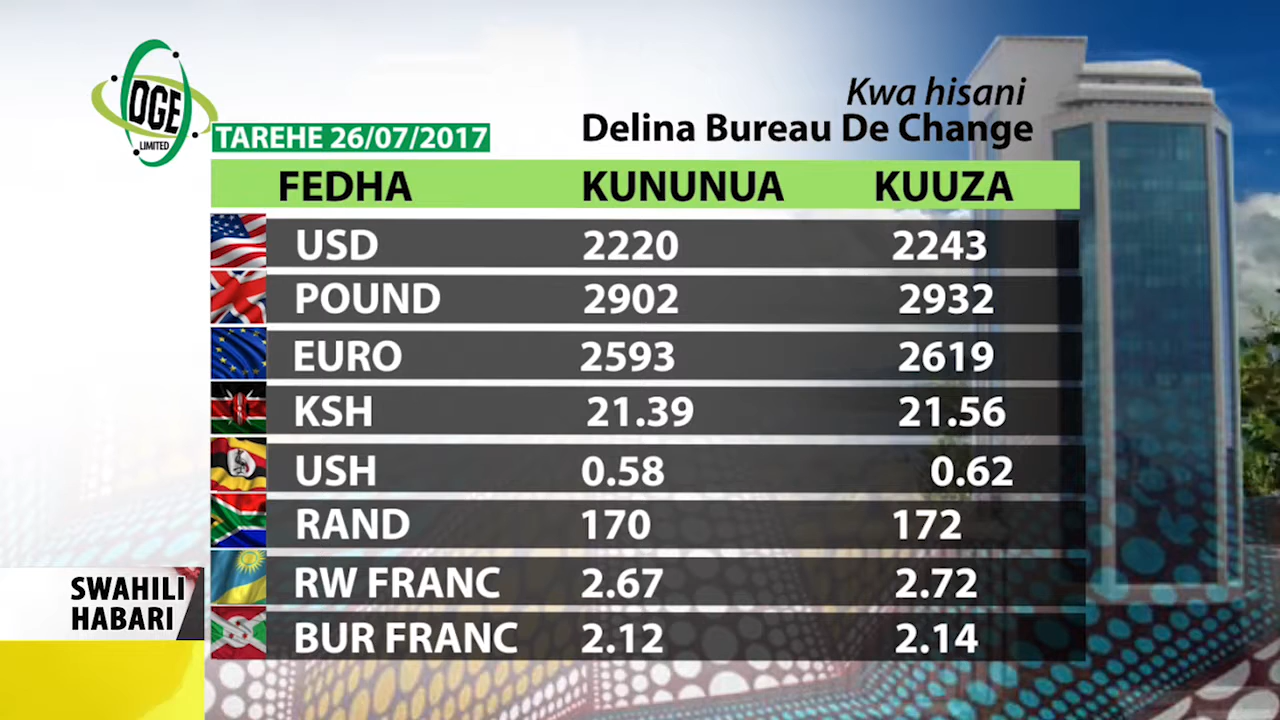 DGE
LIMITED
TAREHE 26/07/2017
Kwa hisani
Delina Bureau De Change
FEDHA KUNUNUA KUUZA
USD 2220 2243
POUND 2902 2932
EURO 2593 2619
KSH 21.39 21.56
USH 0.58 0.62
RAND 170 172
RW FRANC 2.67 2.72
BUR FRANC 2.12 2.14
SWAHILI
HABARI